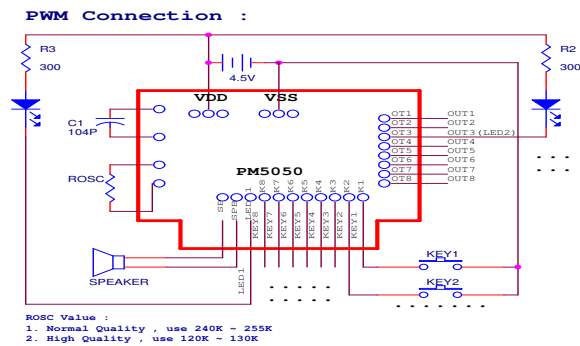 PWM Connection :
R3
300
4.5V
R2
300
VDD
VSS
C1
104P
OT1
OT2
OT3
OT4
OT5
OT6
OT7
OT8
OUT1
OUT2
OUT3(LED2)
OUT4
OUT5
OUT6
OUT7
OUT8
PM5050
ROSC
SP
SPB
LED1
K8
K7
K6
K5
K4
K3
K2
K1
KEY8
KEY7
KEY6
KEY5
KEY4
KEY3
KEY2
KEY1
LED1
SPEAKER
KEY1
KEY2
ROSC Value :
1. Normal Quality , use 240K ~ 255K
2. High Quality , use 120K ~ 130K